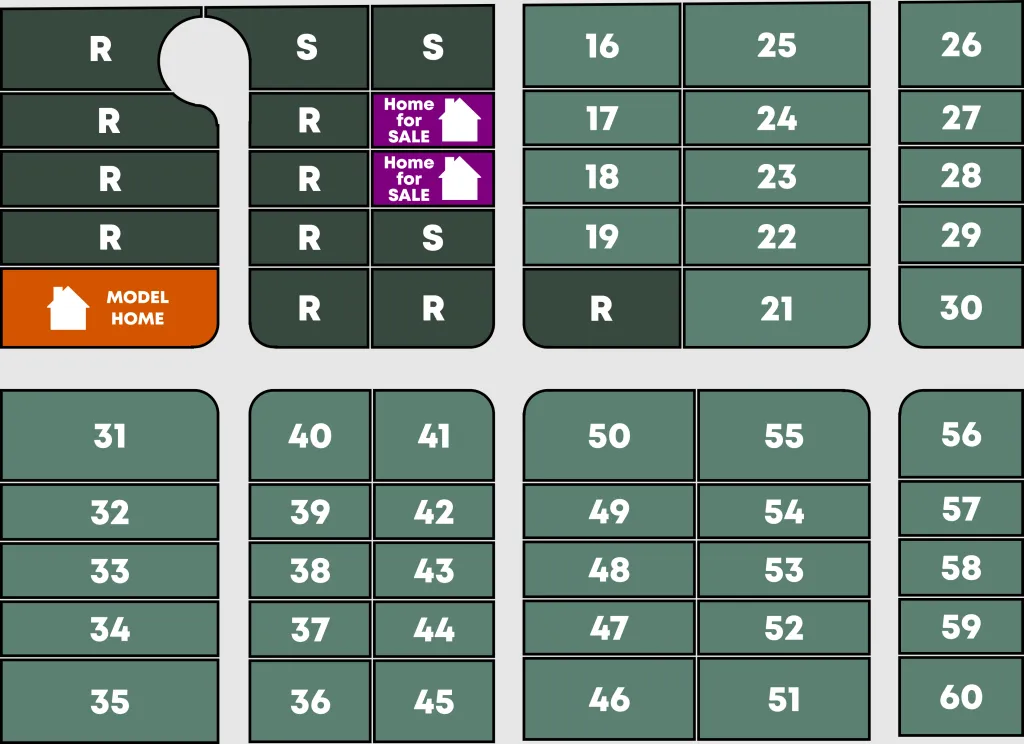 R S S 16 25 26
R R Home for SALE 17 24 27
R R Home for SALE 18 23 28
R R S 19 22 29
MODEL HOME R R R 21 30
31 40 41 50 55 56
32 39 42 49 54 57
33 38 43 48 53 58
34 37 44 47 52 59
35 36 45 46 51 60